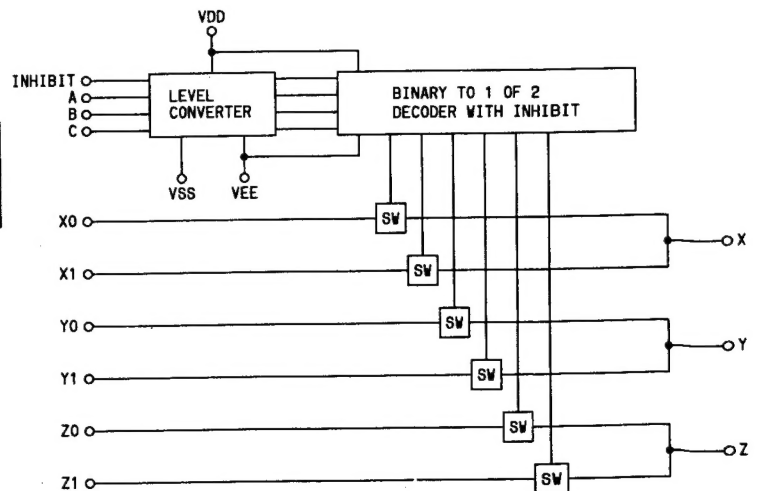 VDD
INHIBIT
A
B
C
LEVEL
CONVERTER
BINARY TO 1 OF 2
DECODER WITH INHIBIT
VSS
VEE
X0
SW
X
X1
SW
Y0
SW
Y
Y1
SW
Z0
SW
Z
Z1
SW